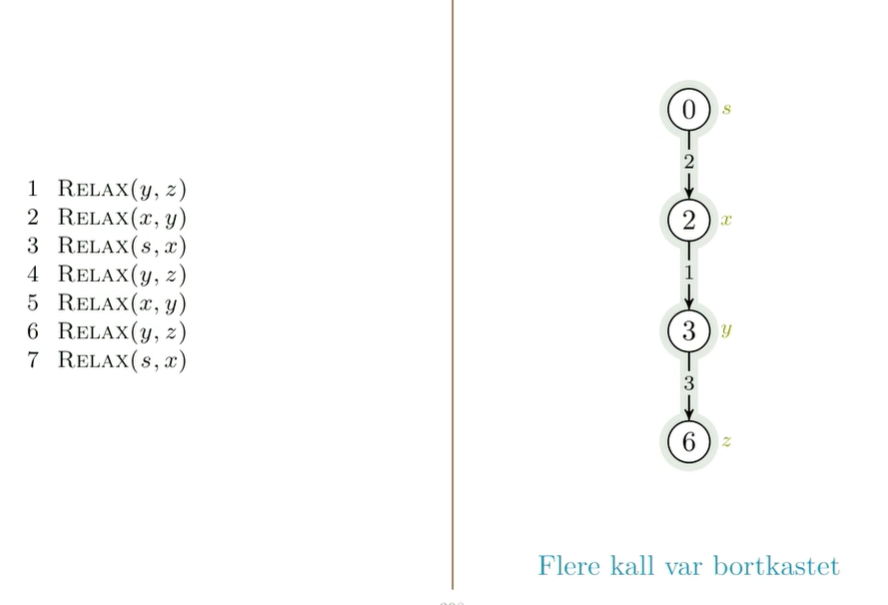 1 RELAX(y, z)
2 RELAX(x, y)
3 RELAX(s, x)
4 RELAX(y, z)
5 RELAX(x, y)
6 RELAX(y, z)
7 RELAX(s, x)
0 s
2
2 x
1
3 y
3
6 z
Flere kall var bortkastet